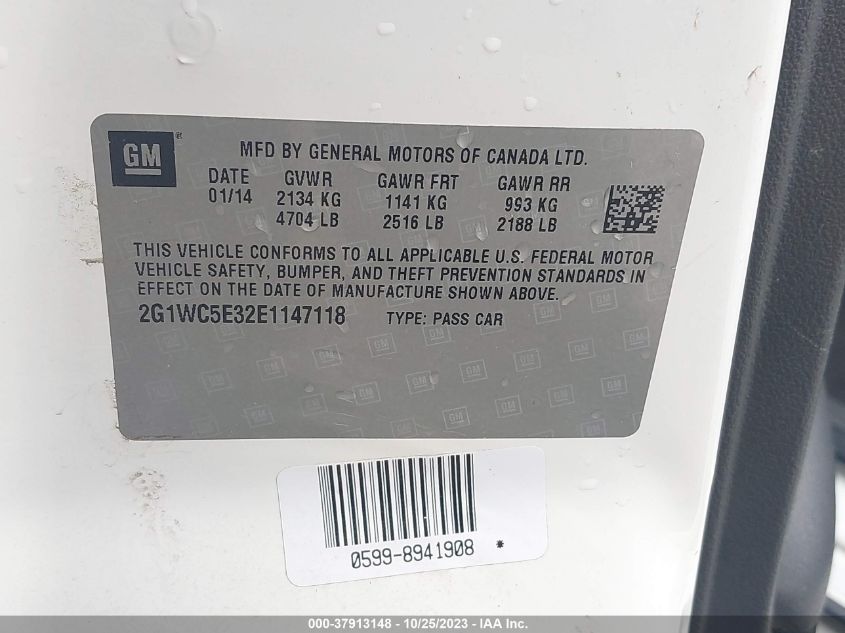 GM
MFD BY GENERAL MOTORS OF CANADA LTD.
DATE GVWR GAWR FRT GAWR RR
01/14 2134 KG 1141 KG 993 KG
4704 LB 2516 LB 2188 LB
THIS VEHICLE CONFORMS TO ALL APPLICABLE U.S. FEDERAL MOTOR
VEHICLE SAFETY, BUMPER, AND THEFT PREVENTION STANDARDS IN
EFFECT ON THE DATE OF MANUFACTURE SHOWN ABOVE.
2G1WC5E32E1147118 TYPE: PASS CAR
0599-8941908 *
000-37913148 - 10/25/2023 - IAA Inc.